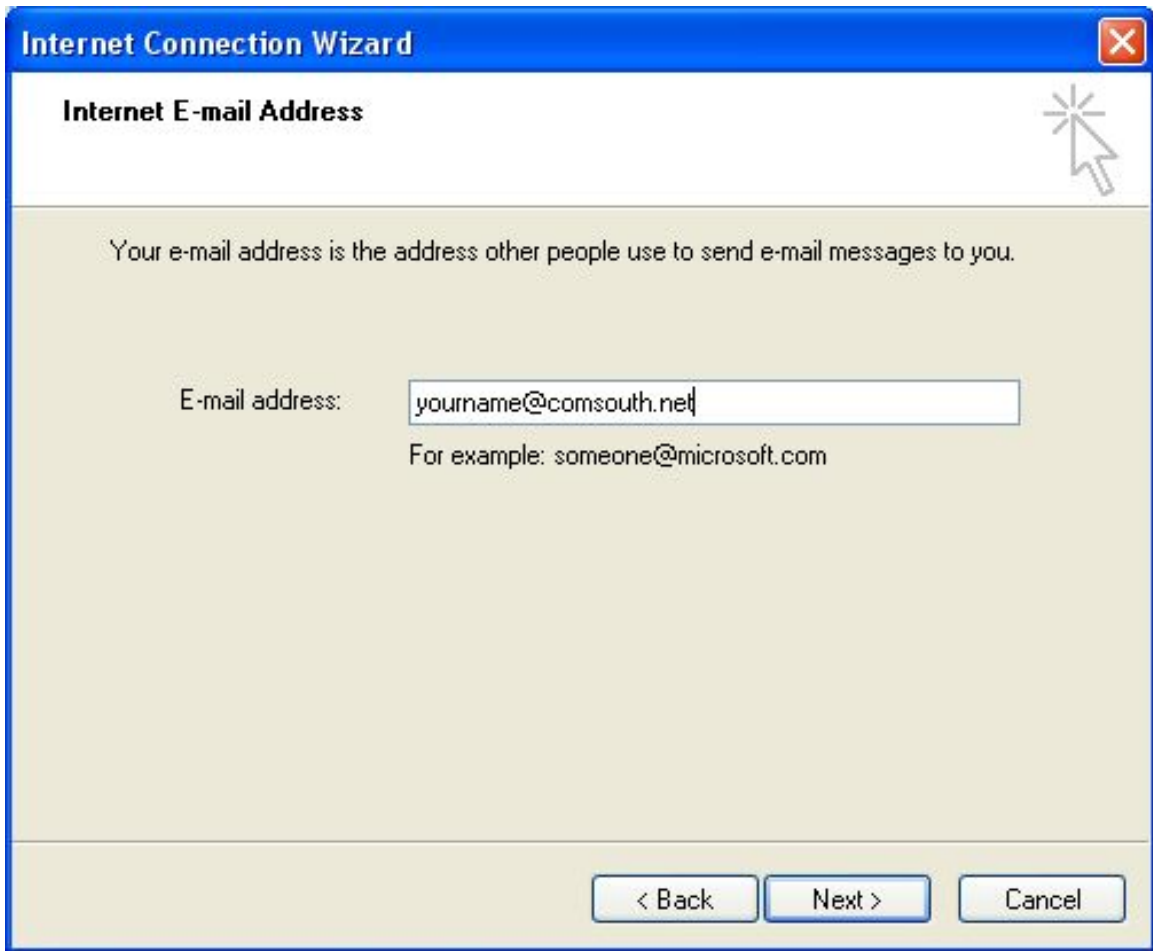 Internet Connection Wizard
Internet E-mail Address
Your e-mail address is the address other people use to send e-mail messages to you.
E-mail address: yourname@comsouth.net
For example: someone@microsoft.com
< Back Next > Cancel